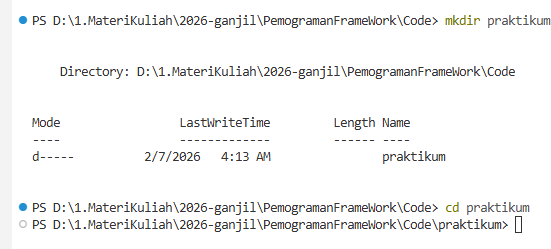 PS D:\1.MateriKuliah\2026-ganjil\PemogramanFrameWork\Code> mkdir praktikum
Directory: D:\1.MateriKuliah\2026-ganjil\PemogramanFrameWork\Code
Mode LastWriteTime Length Name
---- ------------- ------ ----
d----- 2/7/2026 4:13 AM praktikum
PS D:\1.MateriKuliah\2026-ganjil\PemogramanFrameWork\Code> cd praktikum
PS D:\1.MateriKuliah\2026-ganjil\PemogramanFrameWork\Code\praktikum>